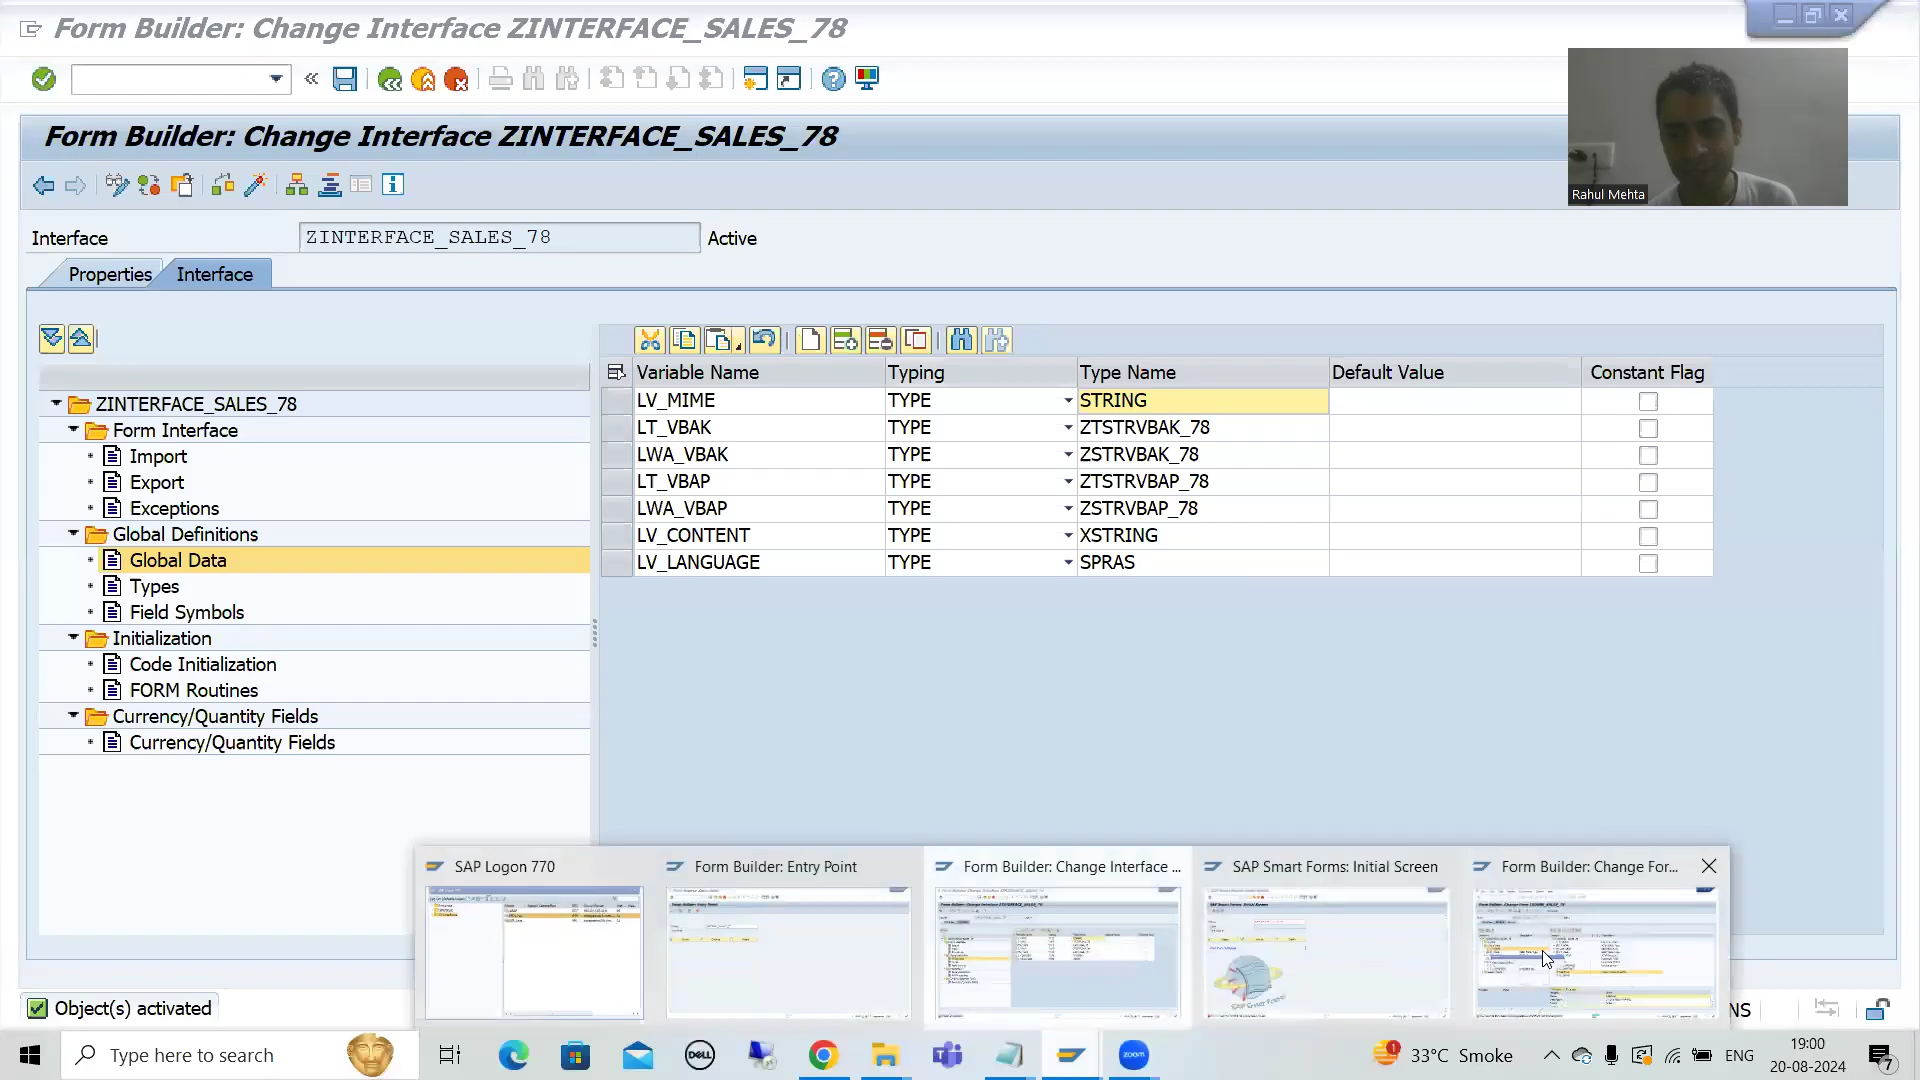 Form Builder: Change Interface ZINTERFACE_SALES_78
Form Builder: Change Interface ZINTERFACE_SALES_78
Rahul Mehta
Interface
ZINTERFACE_SALES_78
Active
Properties
Interface
Variable Name Typing Type Name Default Value Constant Flag
LV_MIME TYPE STRING
LT_VBAK TYPE ZTSTRVBAK_78
LWA_VBAK TYPE ZSTRVBAK_78
LT_VBAP TYPE ZTSTRVBAP_78
LWA_VBAP TYPE ZSTRVBAP_78
LV_CONTENT TYPE XSTRING
LV_LANGUAGE TYPE SPRAS
ZINTERFACE_SALES_78
Form Interface
Import
Export
Exceptions
Global Definitions
Global Data
Types
Field Symbols
Initialization
Code Initialization
FORM Routines
Currency/Quantity Fields
Currency/Quantity Fields
SAP Logon 770
Form Builder: Entry Point
Form Builder: Change Interface ...
SAP Smart Forms: Initial Screen
Form Builder: Change For...
Object(s) activated
NS
Type here to search
DELL
zoom
1
33°C Smoke
ENG
19:00
20-08-2024
7